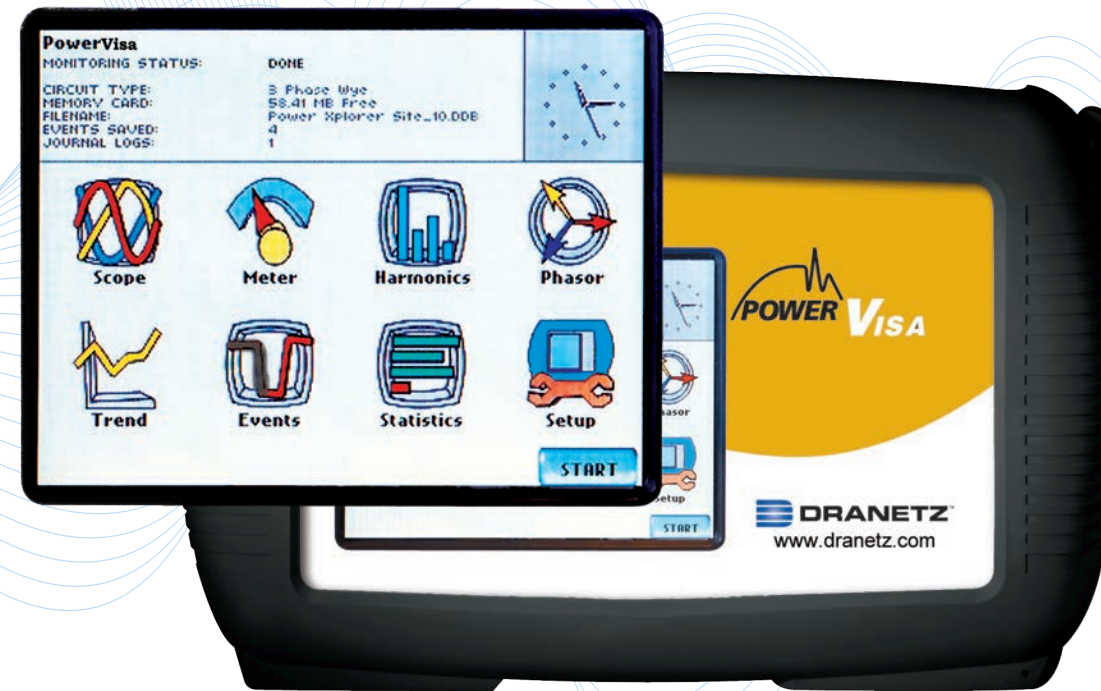 PowerVisa
MONITORING STATUS: DONE
CIRCUIT TYPE: 3 Phase Wye
MEMORY CARD: 58.41 MB Free
FILENAME: Power Xplorer Site_10.DDB
EVENTS SAVED: 4
JOURNAL LOGS: 1
Scope Meter Harmonics Phasor
Trend Events Statistics Setup
START
POWER VISA
asor
Setup
START
DRANETZ
www.dranetz.com